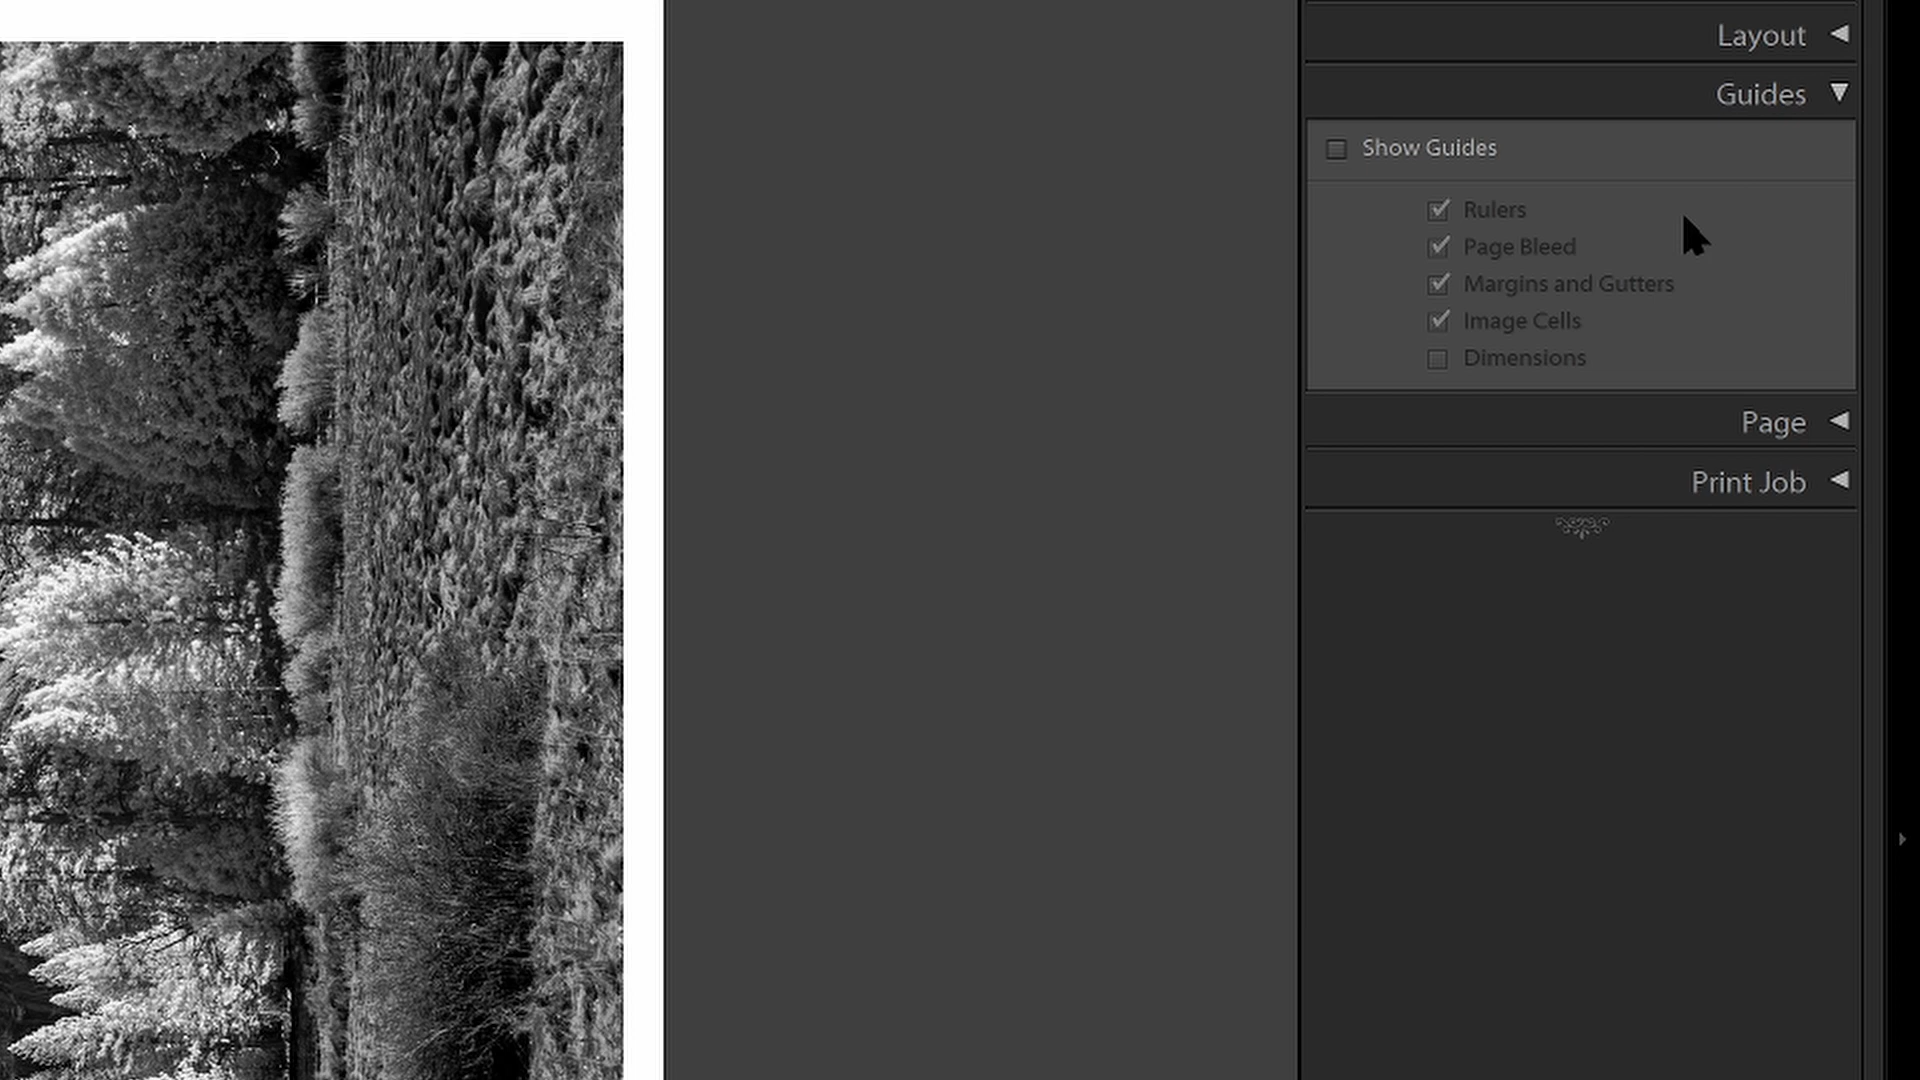 Layout
Guides
Show Guides
Rulers
Page Bleed
Margins and Gutters
Image Cells
Dimensions
Page
Print Job